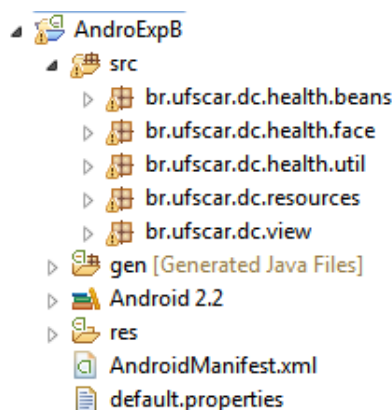 AndroExpB
src
br.ufscar.dc.health.beans
br.ufscar.dc.health.face
br.ufscar.dc.health.util
br.ufscar.dc.resources
br.ufscar.dc.view
gen [Generated Java Files]
Android 2.2
res
AndroidManifest.xml
default.properties